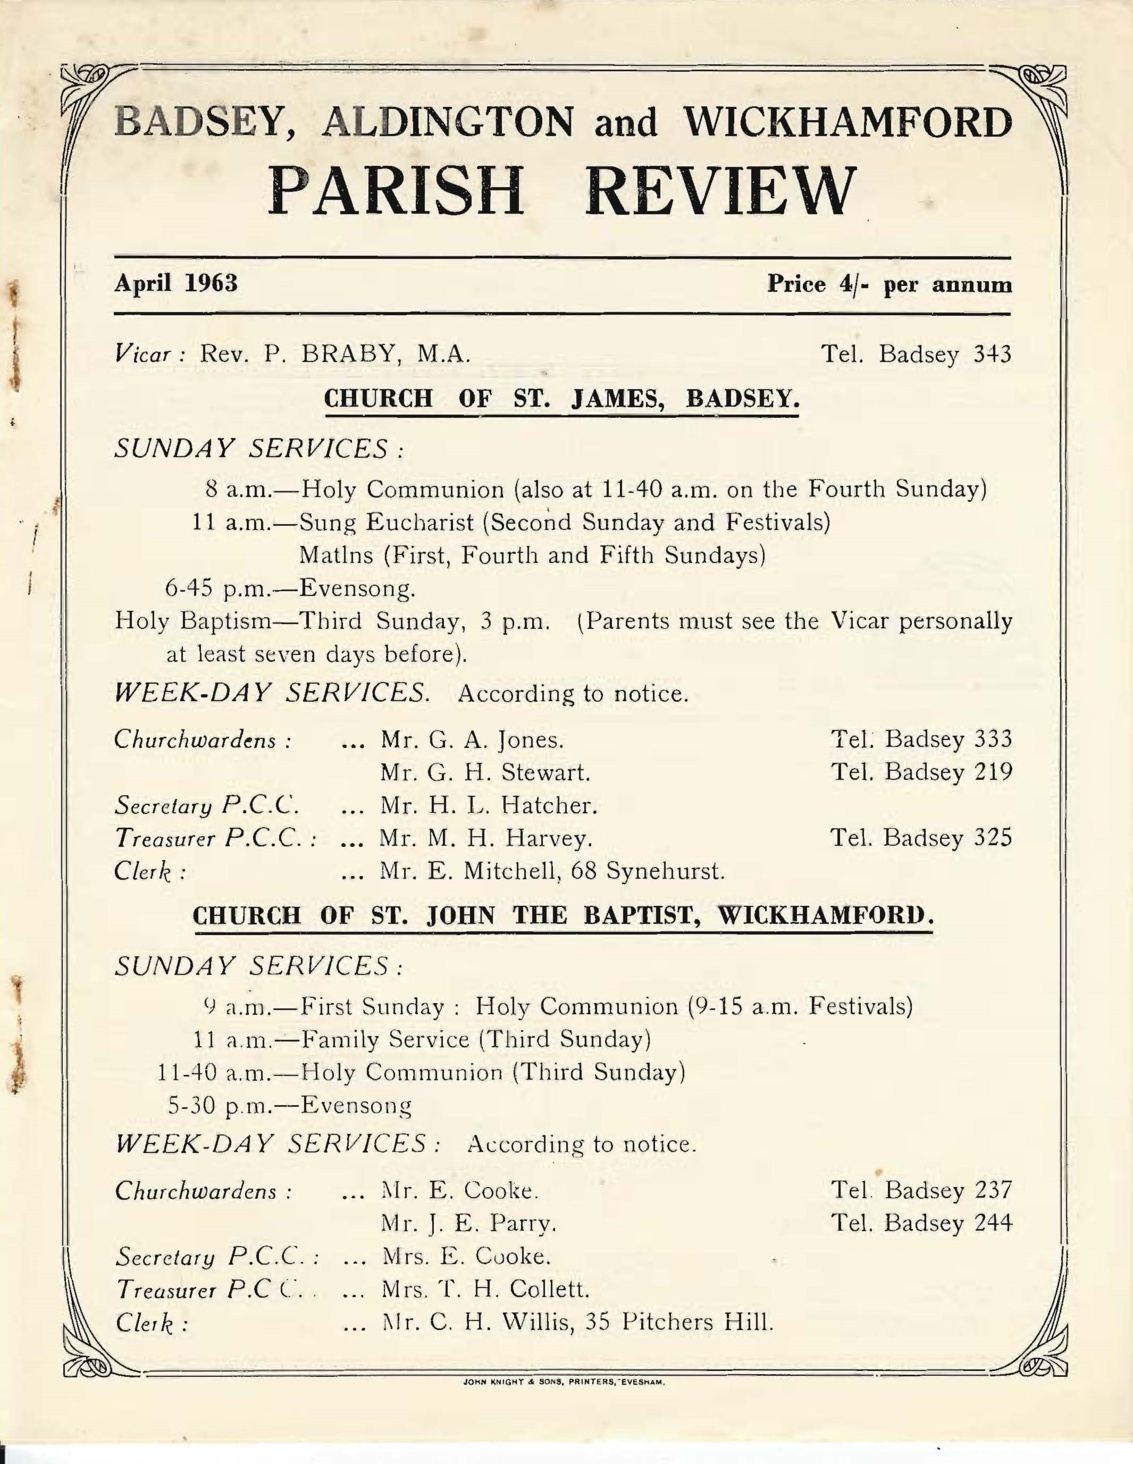 BADSEY, ALDINGTON and WICKHAMFORD
PARISH REVIEW
April 1963 Price 4/- per annum
Vicar : Rev. P. BRABY, M.A. Tel. Badsey 343
CHURCH OF ST. JAMES, BADSEY.
SUNDAY SERVICES :
8 a.m.—Holy Communion (also at 11-40 a.m. on the Fourth Sunday)
11 a.m.—Sung Eucharist (Second Sunday and Festivals)
Matlns (First, Fourth and Fifth Sundays)
6-45 p.m.—Evensong.
Holy Baptism—Third Sunday, 3 p.m. (Parents must see the Vicar personally
at least seven days before).
WEEK-DAY SERVICES. According to notice.
Churchwardens : ... Mr. G. A. Jones. Tel. Badsey 333
Mr. G. H. Stewart. Tel. Badsey 219
Secretary P.C.C. ... Mr. H. L. Hatcher.
Treasurer P.C.C. : ... Mr. M. H. Harvey. Tel. Badsey 325
Clerk : ... Mr. E. Mitchell, 68 Synehurst.
CHURCH OF ST. JOHN THE BAPTIST, WICKHAMFORD.
SUNDAY SERVICES :
9 a.m.—First Sunday : Holy Communion (9-15 a.m. Festivals)
11 a.m.—Family Service (Third Sunday)
11-40 a.m.—Holy Communion (Third Sunday)
5-30 p.m.—Evensong
WEEK-DAY SERVICES : According to notice.
Churchwardens : ... Mr. E. Cooke. Tel. Badsey 237
Mr. J. E. Parry. Tel. Badsey 244
Secretary P.C.C. : ... Mrs. E. Cooke.
Treasurer P.C C. . ... Mrs. T. H. Collett.
Clerk : ... Mr. C. H. Willis, 35 Pitchers Hill.
JOHN KNIGHT & SONS, PRINTERS, EVESHAM.